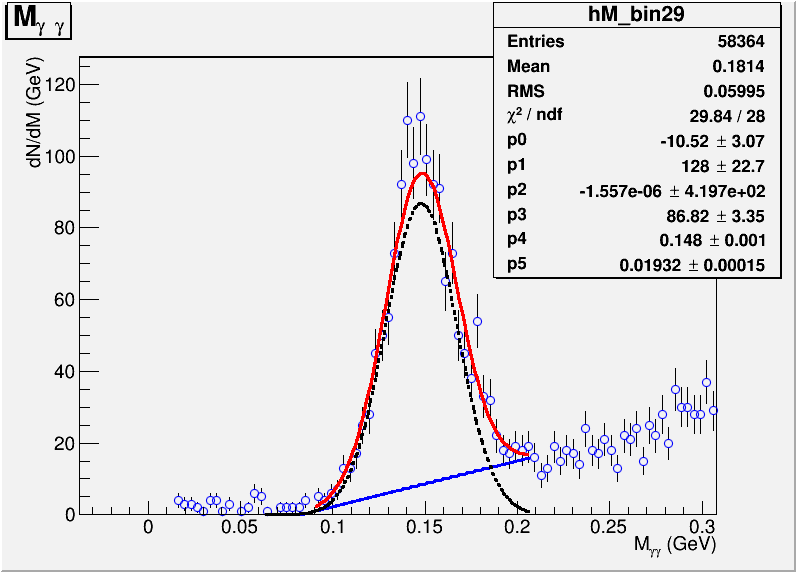 Mγ γ
hM_bin29
Entries 58364
Mean 0.1814
RMS 0.05995
χ² / ndf 29.84 / 28
p0 -10.52 ± 3.07
p1 128 ± 22.7
p2 -1.557e-06 ± 4.197e+02
p3 86.82 ± 3.35
p4 0.148 ± 0.001
p5 0.01932 ± 0.00015
dN/dM (GeV)
120
100
80
60
40
20
0
0 0.05 0.1 0.15 0.2 0.25 0.3
Mγγ (GeV)